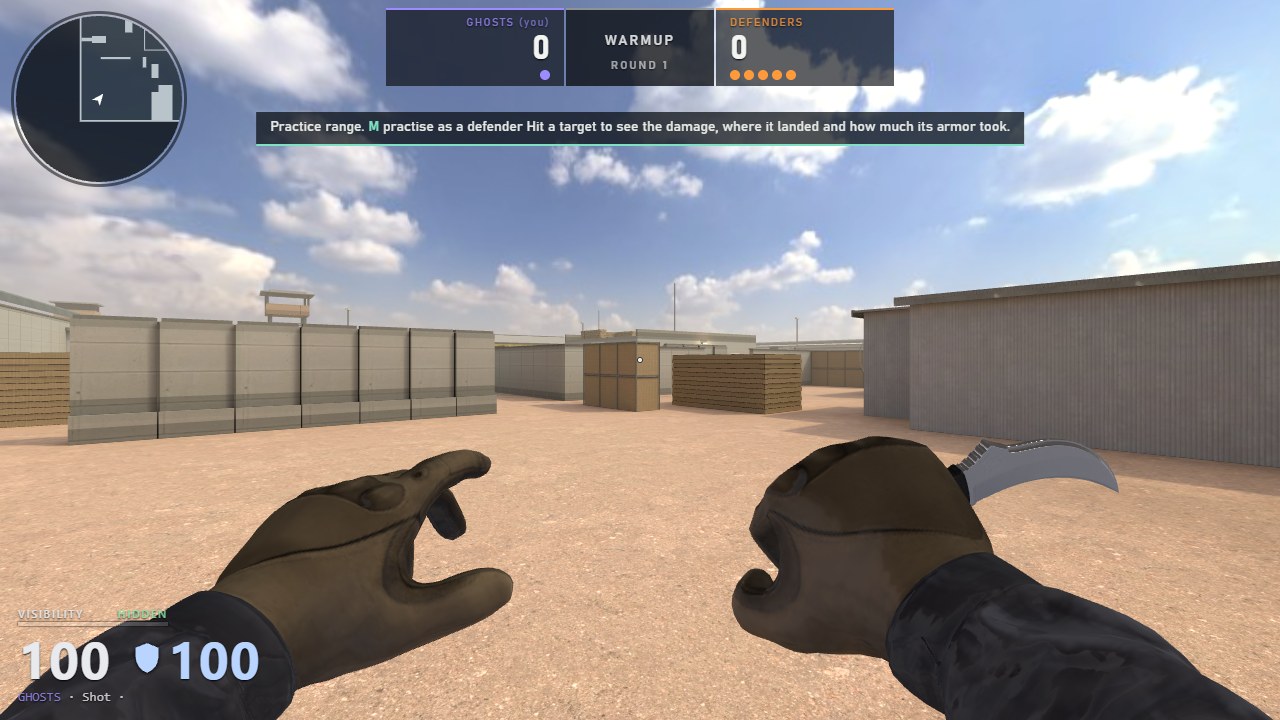 GHOSTS (you)
0
WARMUP
ROUND 1
DEFENDERS
0
Practice range. M practise as a defender Hit a target to see the damage, where it landed and how much its armor took.
VISIBILITY HIDDEN
100 100
GHOSTS · Shot ·